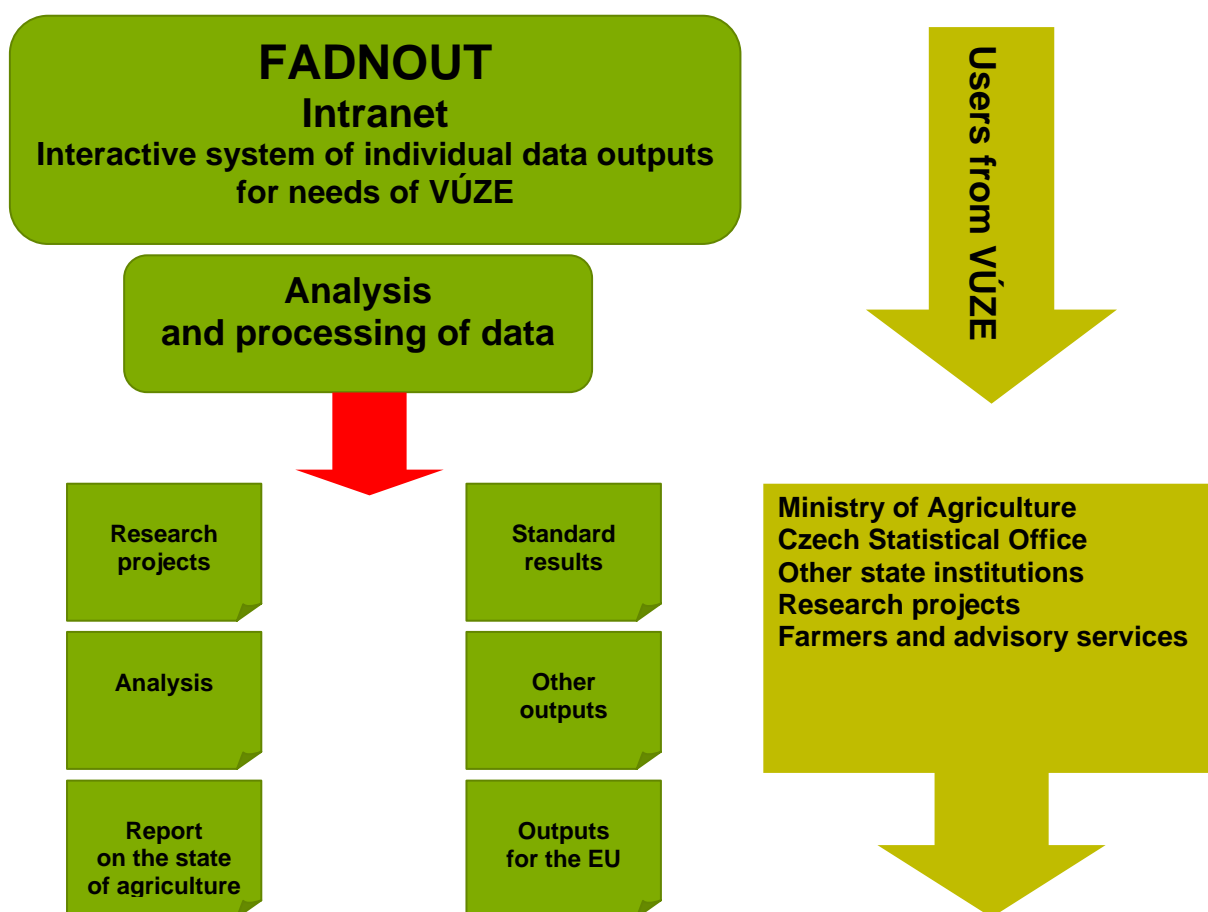 FADNOUT
Intranet
Interactive system of individual data outputs
for needs of VÚZE
Users from VÚZE
Analysis
and processing of data
Research
projects
Standard
results
Ministry of Agriculture
Czech Statistical Office
Other state institutions
Research projects
Farmers and advisory services
Analysis
Other
outputs
Report
on the state
of agriculture
Outputs
for the EU